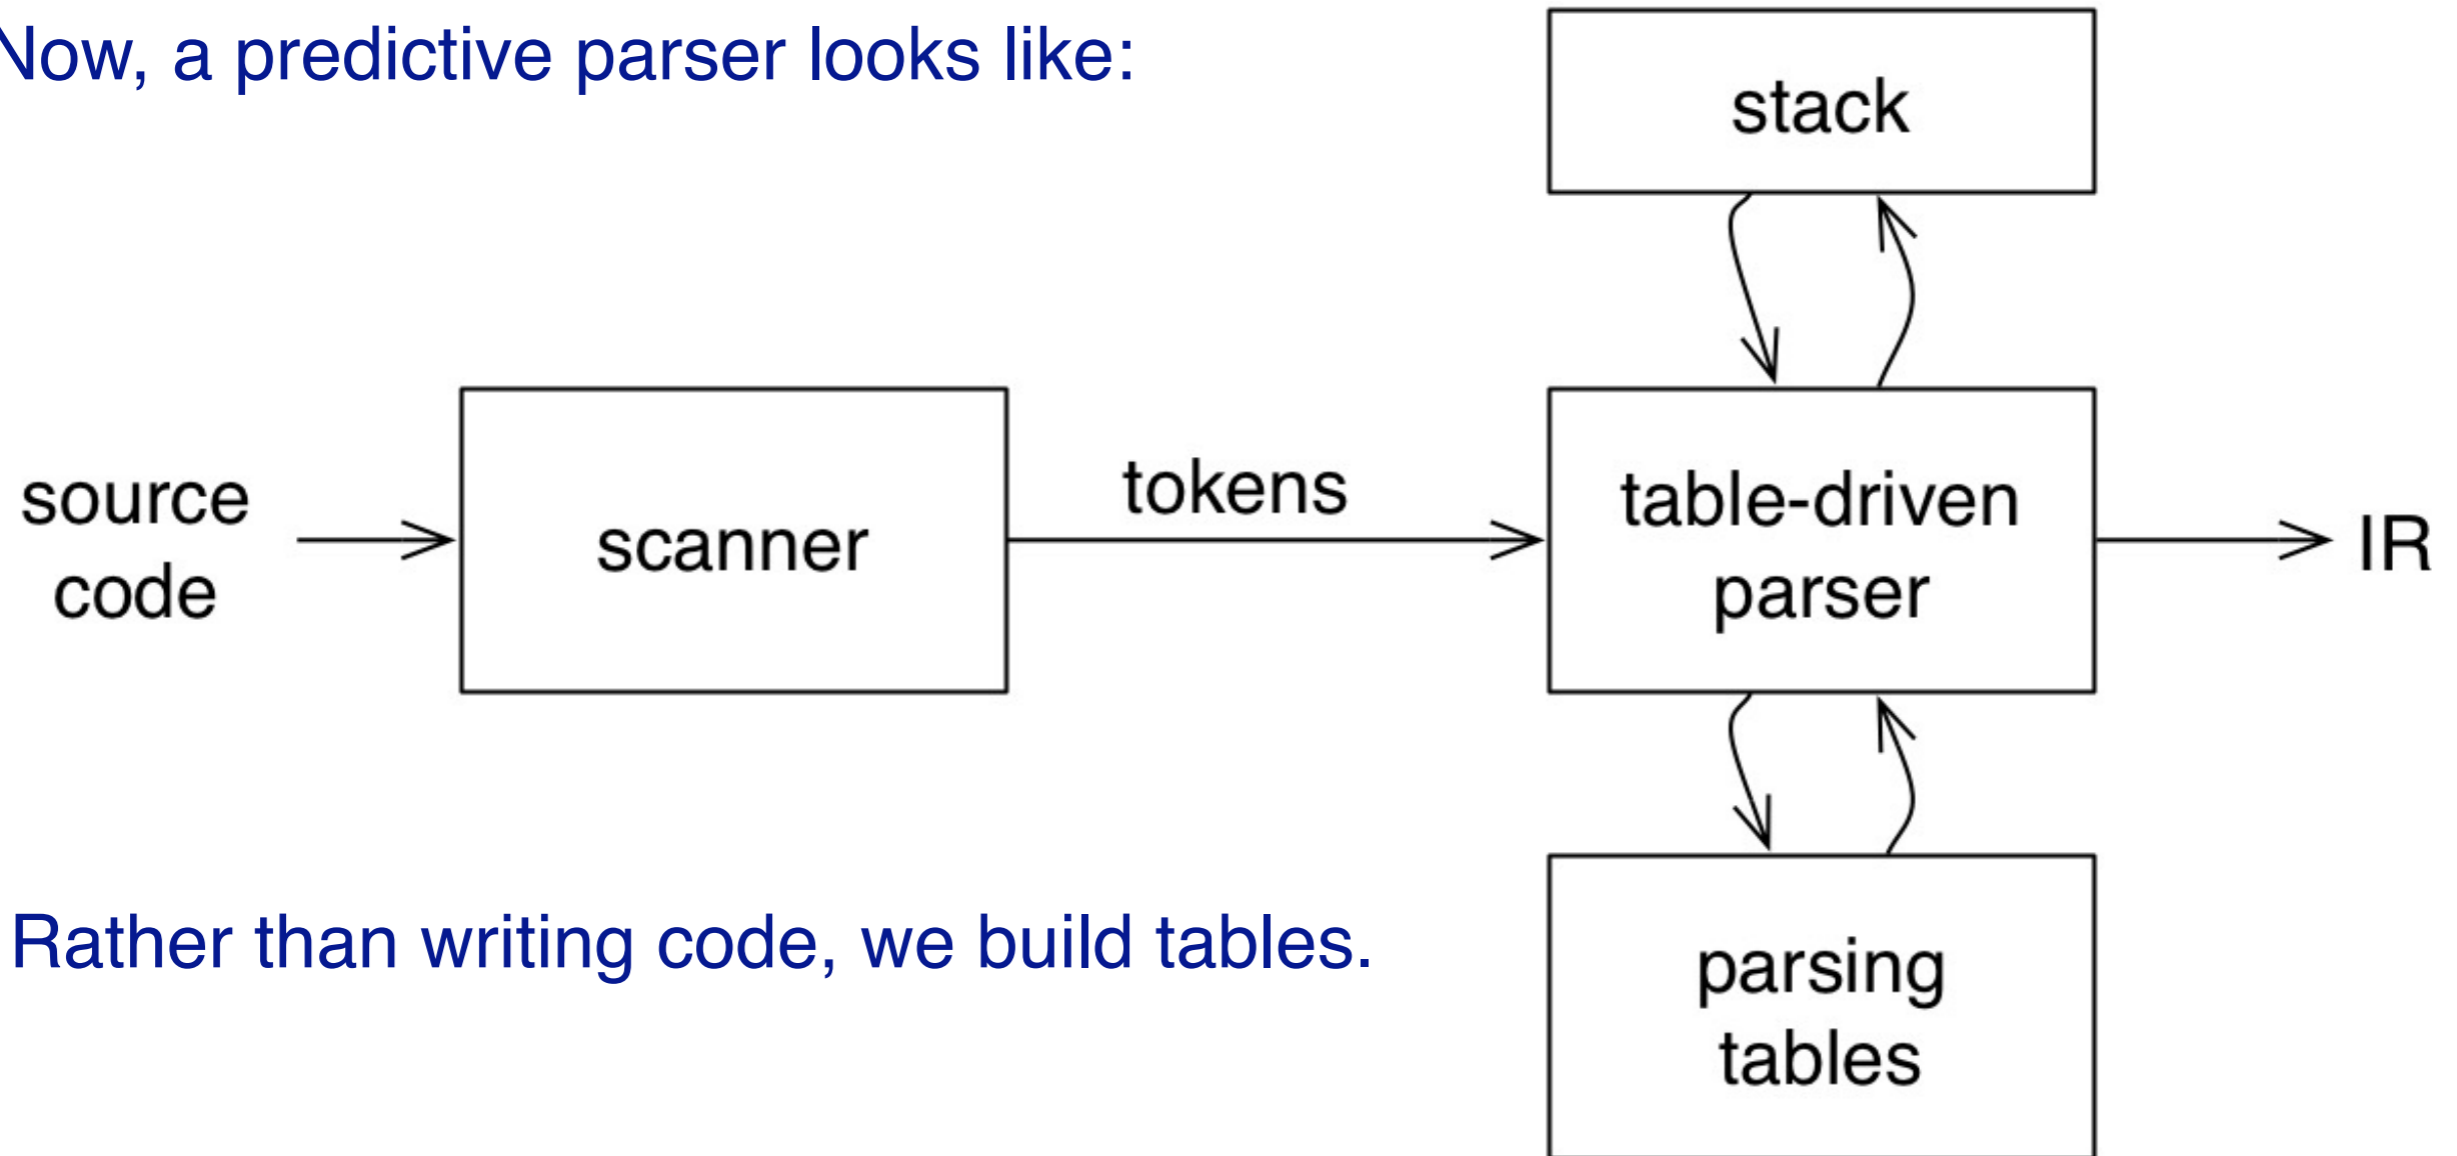 Now, a predictive parser looks like:
stack
source
code
scanner
tokens
table-driven
parser
IR
Rather than writing code, we build tables.
parsing
tables